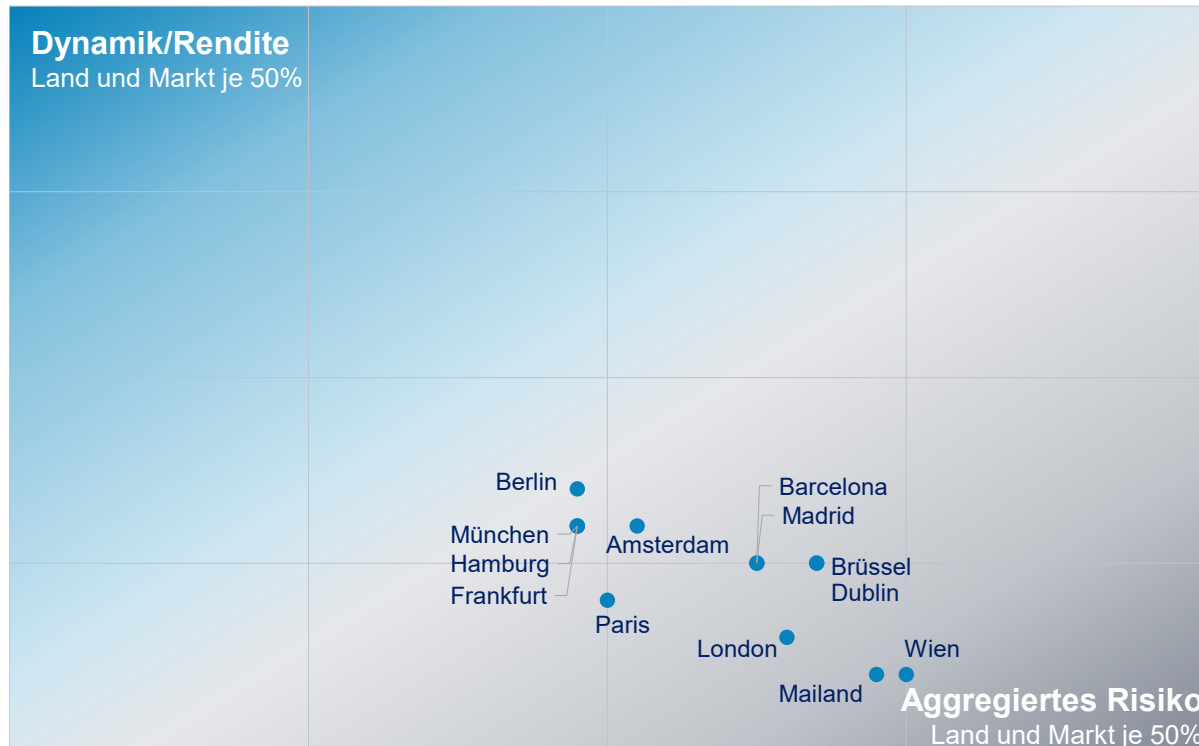 Dynamik/Rendite
Land und Markt je 50%
Berlin
Barcelona
Madrid
München
Hamburg
Frankfurt
Amsterdam
Brüssel
Dublin
Paris
London
Wien
Mailand
Aggregiertes Risiko
Land und Markt je 50%